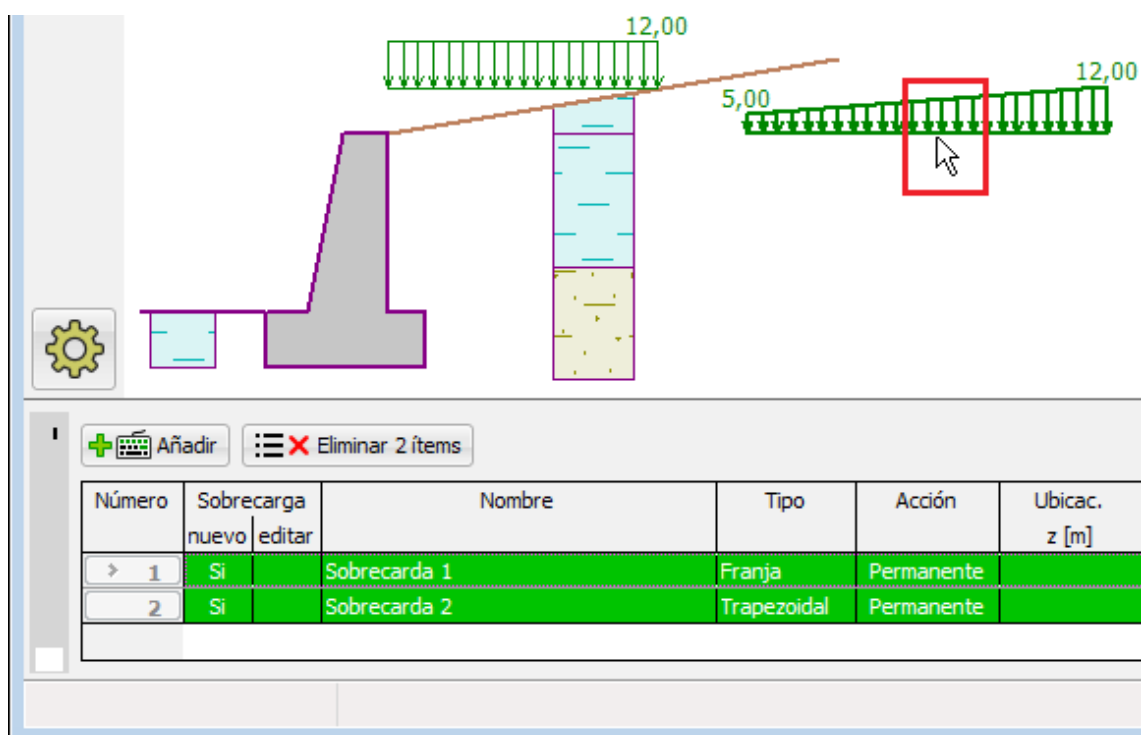 12,00
5,00
12,00
Añadir
Eliminar 2 ítems
Número Sobrecarga Nombre Tipo Acción Ubicac.
nuevo editar z [m]
1 Si Sobrecarda 1 Franja Permanente
2 Si Sobrecarda 2 Trapezoidal Permanente